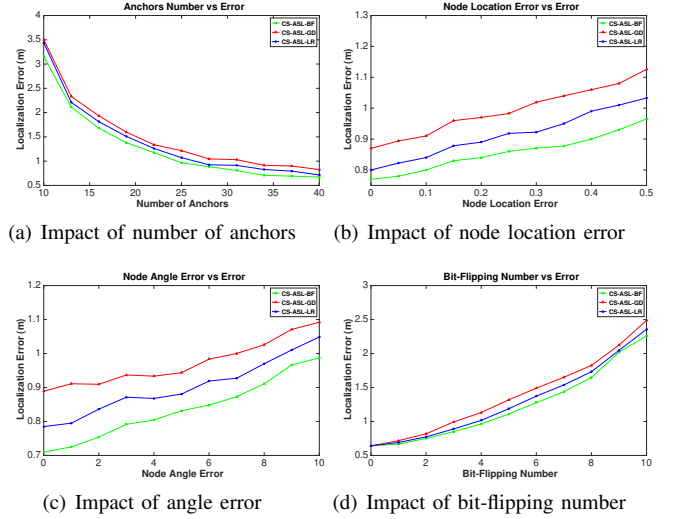 Anchors Number vs Error
Localization Error (m)
4
3.5
3
2.5
2
1.5
1
0.5
CS-ASL-BF
CS-ASL-GD
CS-ASL-LR
10 15 20 25 30 35 40
Number of Anchors
(a) Impact of number of anchors
Node Location Error vs Error
Localization Error (m)
1.3
1.2
1.1
1
0.9
0.8
CS-ASL-BF
CS-ASL-GD
CS-ASL-LR
0 0.1 0.2 0.3 0.4 0.5
Node Location Error
(b) Impact of node location error
Node Angle Error vs Error
Localization Error (m)
1.2
1.1
1
0.9
0.8
0.7
CS-ASL-BF
CS-ASL-GD
CS-ASL-LR
0 2 4 6 8 10
Node Angle Error
(c) Impact of angle error
Bit-Flipping Number vs Error
Localization Error (m)
3
2.5
2
1.5
1
0.5
CS-ASL-BF
CS-ASL-GD
CS-ASL-LR
0 2 4 6 8 10
Bit-Flipping Number
(d) Impact of bit-flipping number